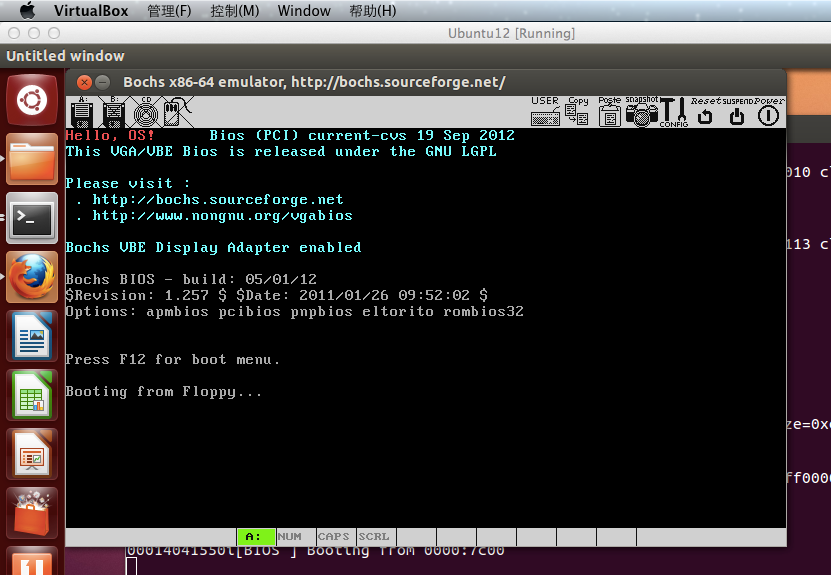 VirtualBox 管理(F) 控制(M) Window 帮助(H)
Ubuntu12 [Running]
Untitled window
Bochs x86-64 emulator, http://bochs.sourceforge.net/
A: B: CD USER Copy Paste snapshot CONFIG Reset SUSPEND Power
Hello, OS! Bios (PCI) current-cvs 19 Sep 2012
This VGA/VBE Bios is released under the GNU LGPL
Please visit :
. http://bochs.sourceforge.net
. http://www.nongnu.org/vgabios
Bochs VBE Display Adapter enabled
Bochs BIOS - build: 05/01/12
$Revision: 1.257 $ $Date: 2011/01/26 09:52:02 $
Options: apmbios pcibios pnpbios eltorito rombios32
Press F12 for boot menu.
Booting from Floppy...
A: NUM CAPS SCRL
00014041550i[BIOS ] Booting from 0000:7c00